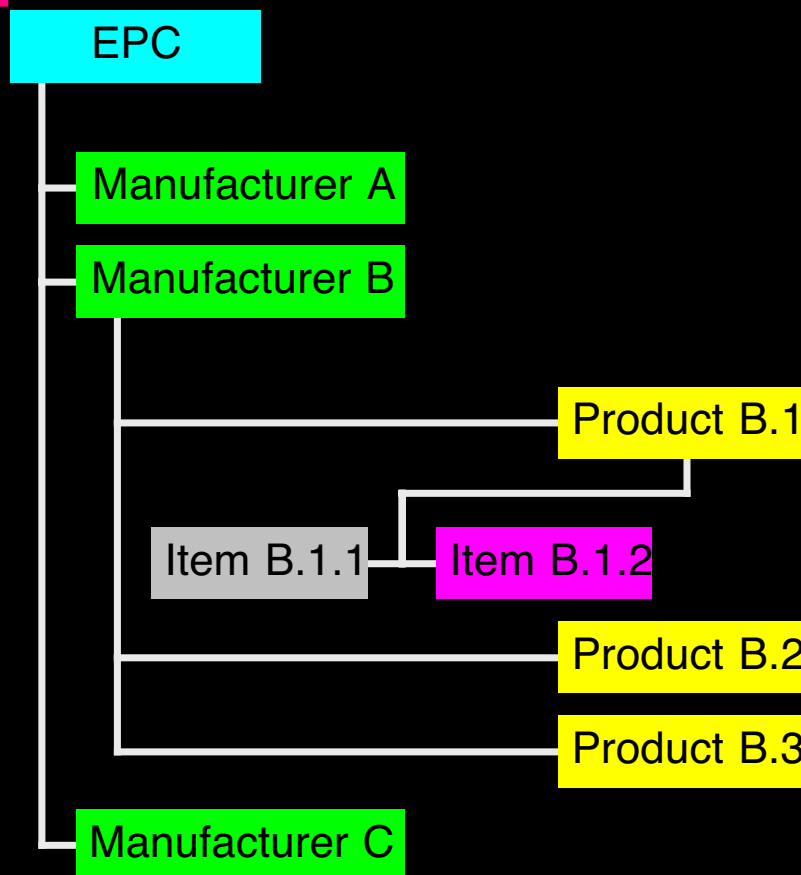 EPC
Manufacturer A
Manufacturer B
Product B.1
Item B.1.1
Item B.1.2
Product B.2
Product B.3
Manufacturer C